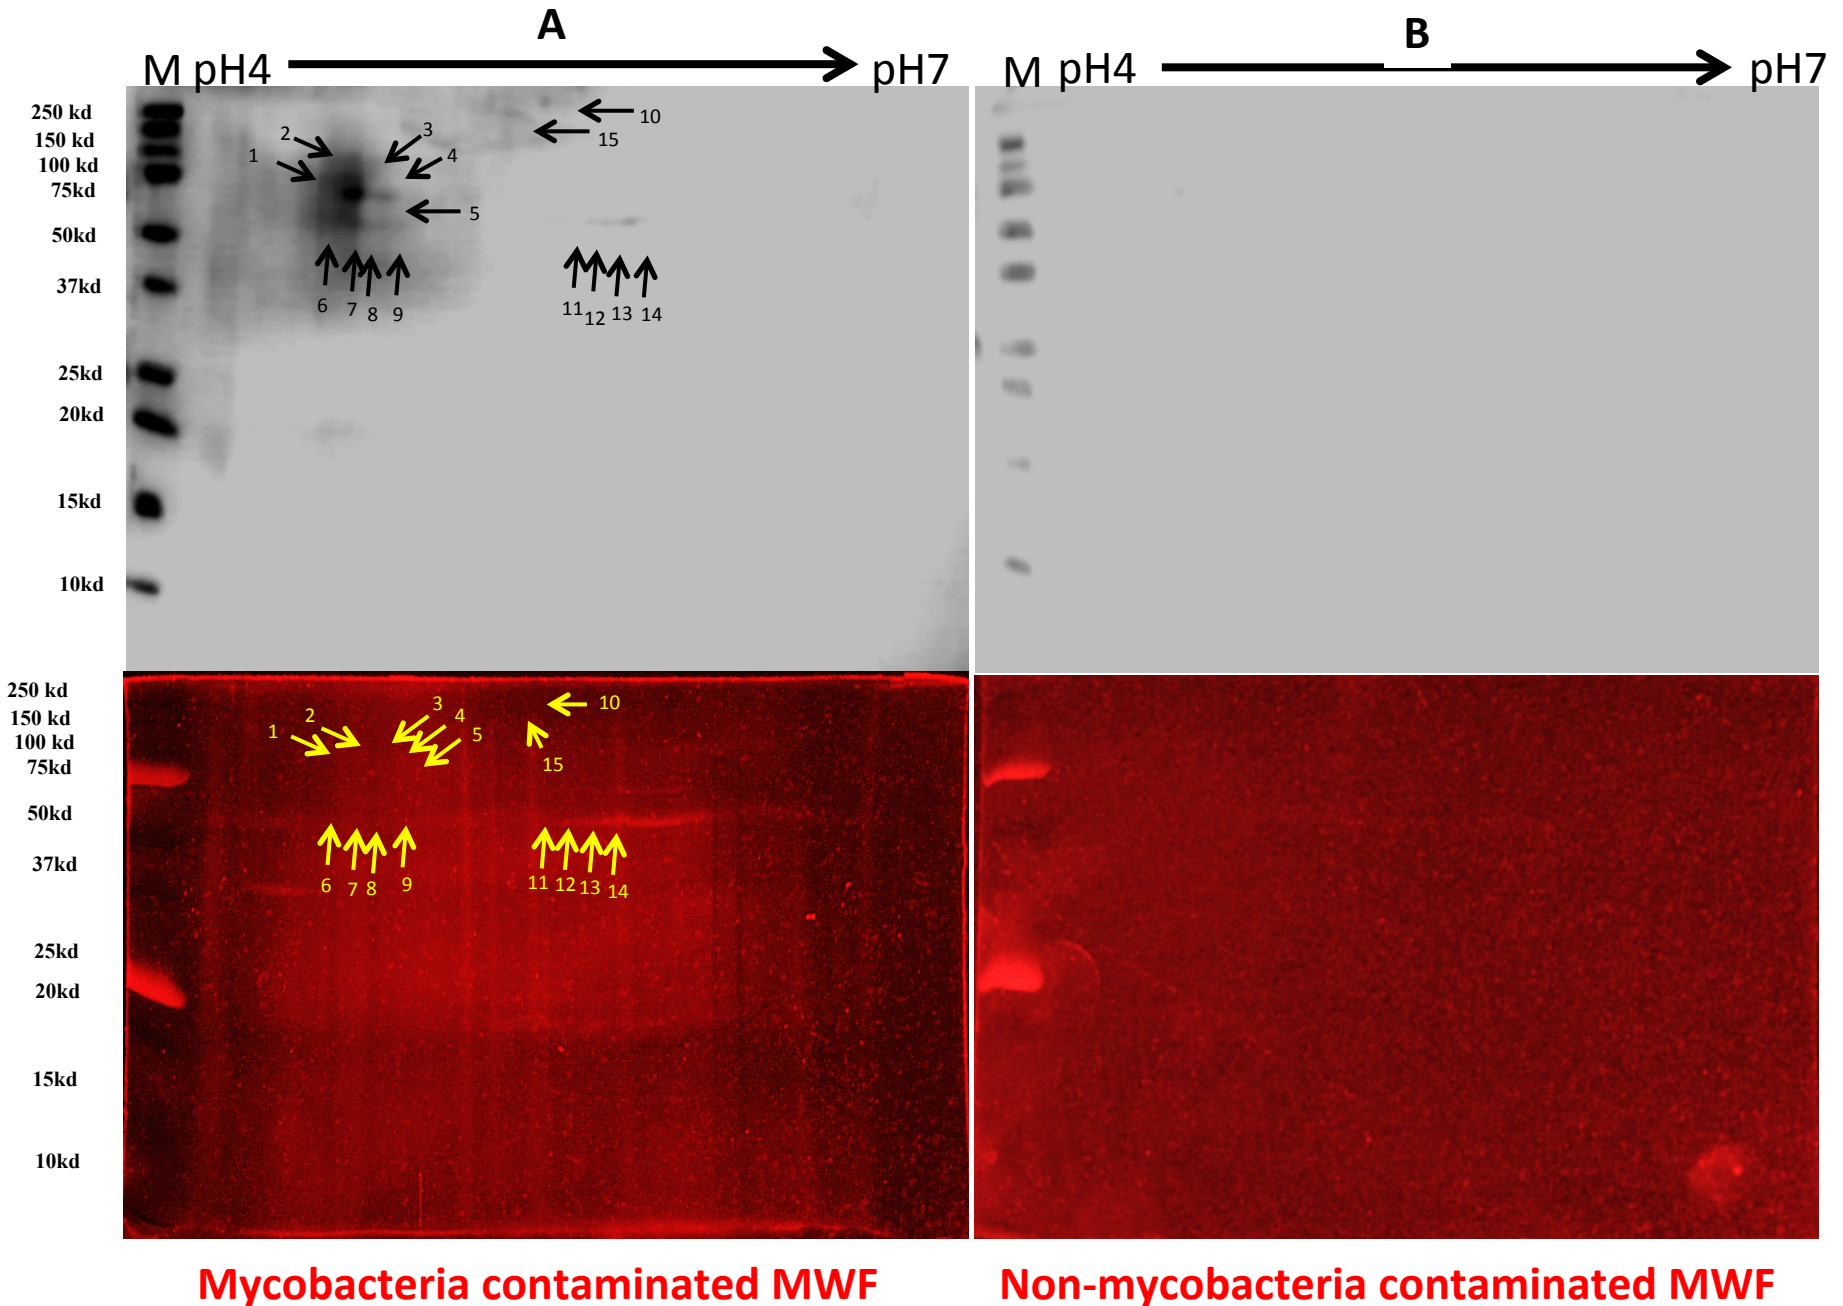 A
B
M pH4 pH7
M pH4 pH7
250 kd
150 kd
100 kd
75kd
50kd
37kd
25kd
20kd
15kd
10kd
10
15
2
3
1
4
5
6
7
8
9
11
12
13
14
250 kd
150 kd
100 kd
75kd
50kd
37kd
25kd
20kd
15kd
10kd
10
3
2
4
1
5
15
6
7
8
9
11
12
13
14
Mycobacteria contaminated MWF
Non-mycobacteria contaminated MWF